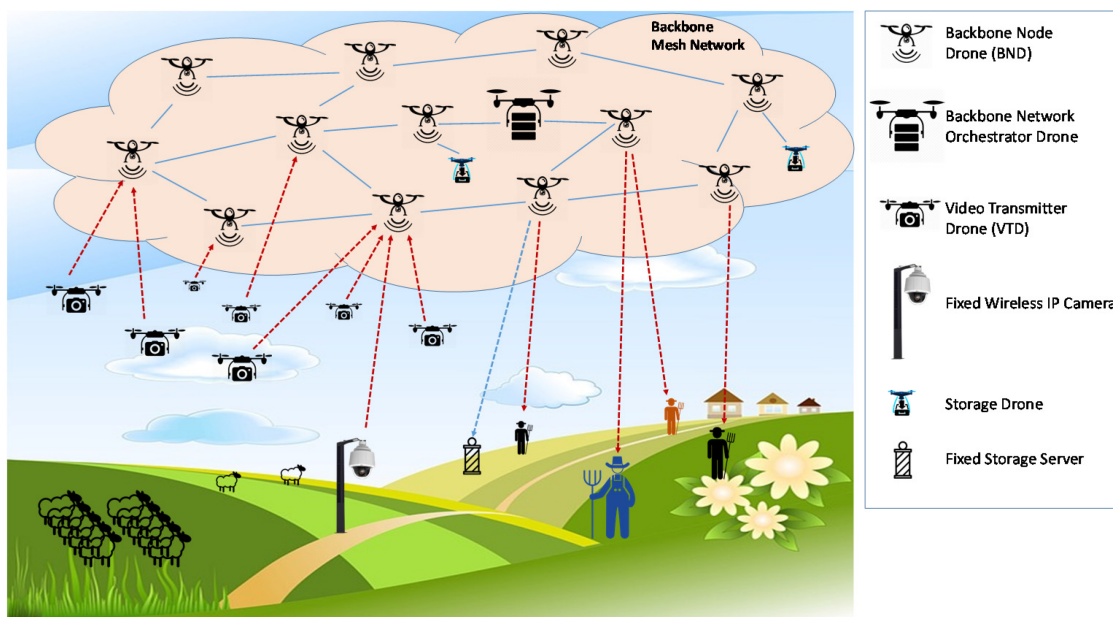 Backbone
Mesh Network
Backbone Node
Drone (BND)
Backbone Network
Orchestrator Drone
Video Transmitter
Drone (VTD)
Fixed Wireless IP Camera
Storage Drone
Fixed Storage Server